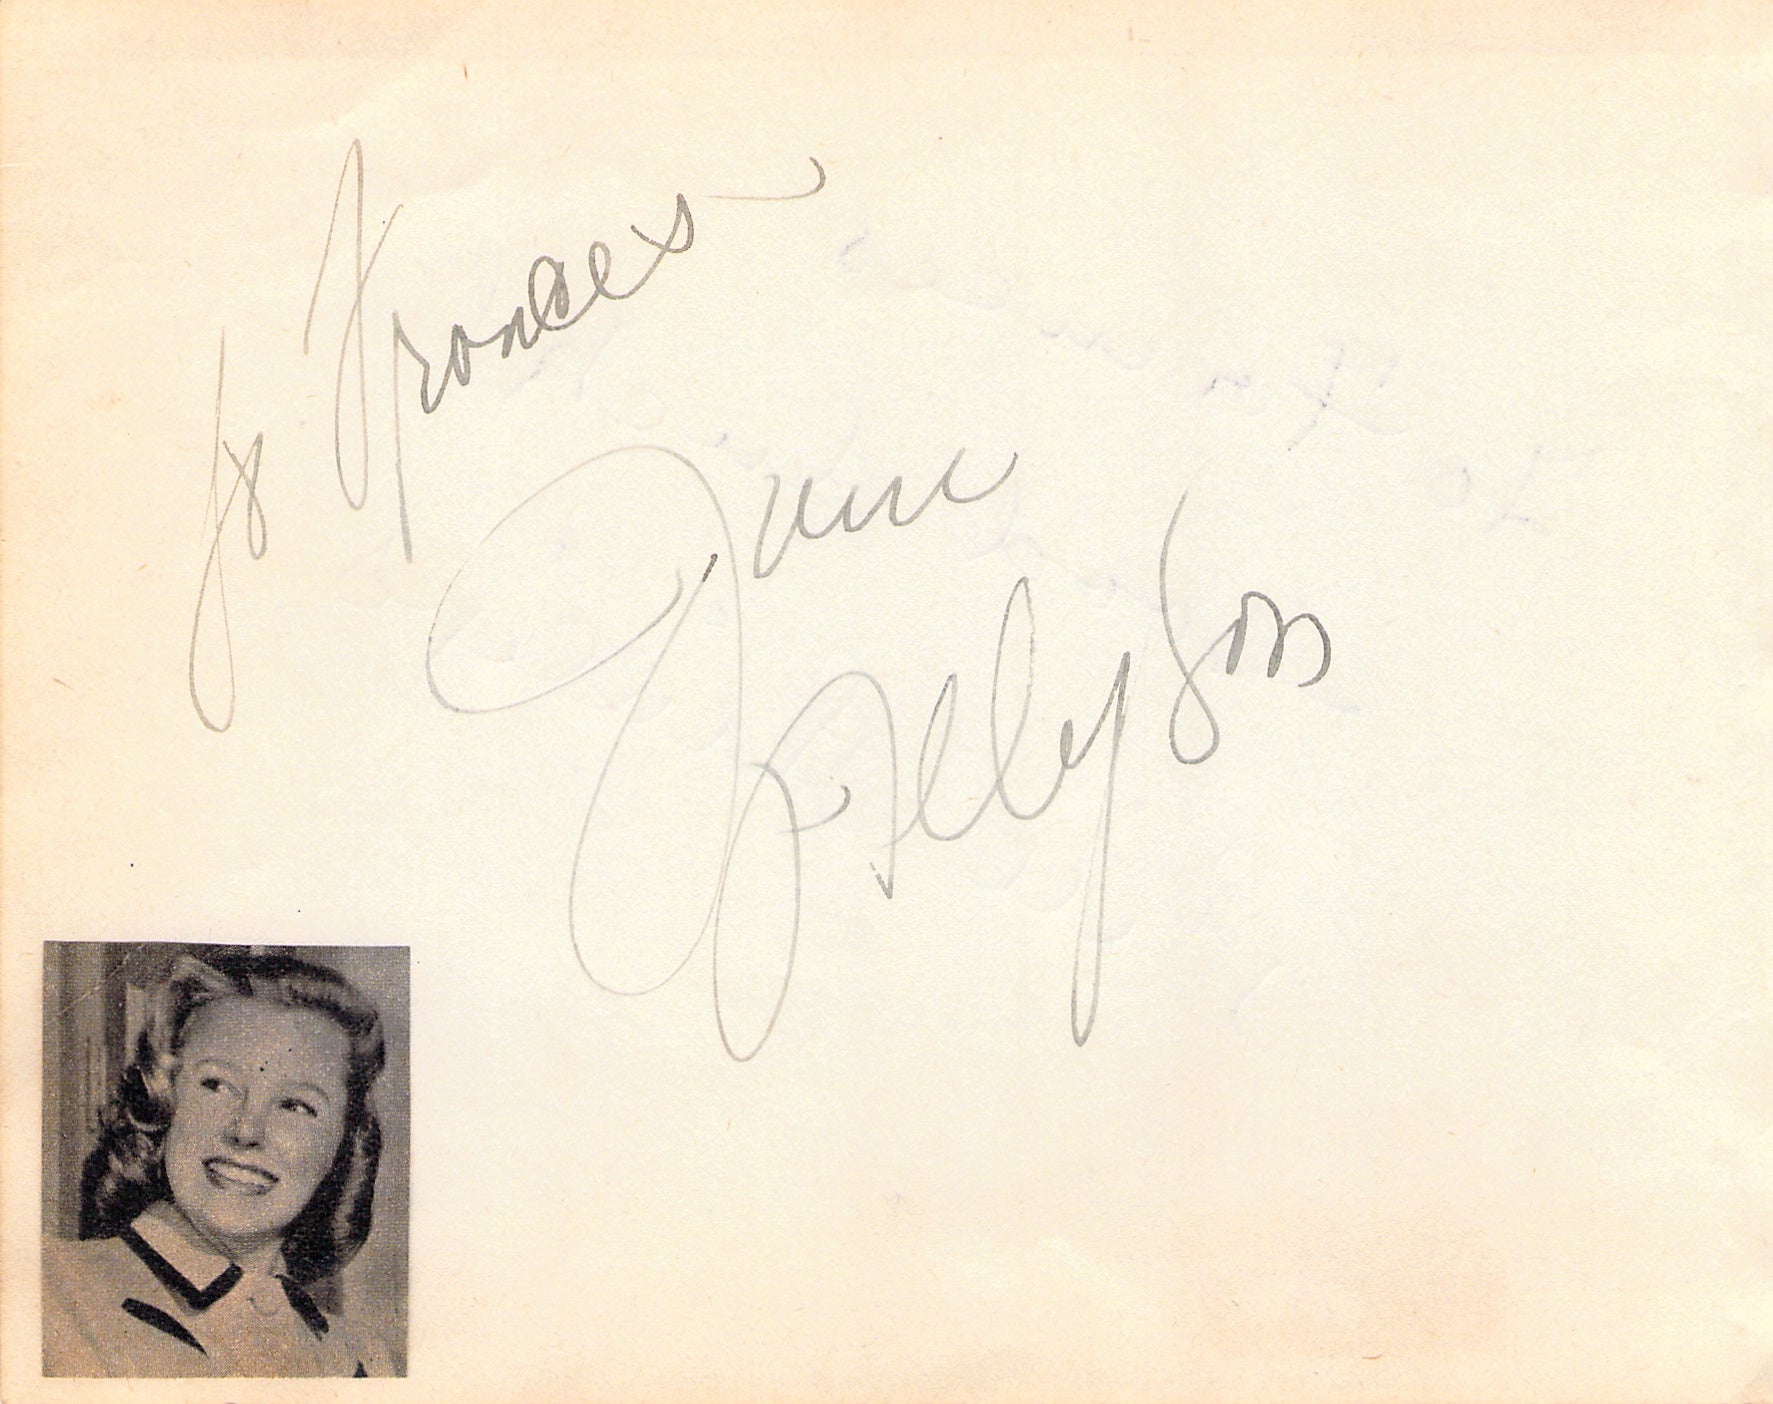 To Frances
June
Allyson